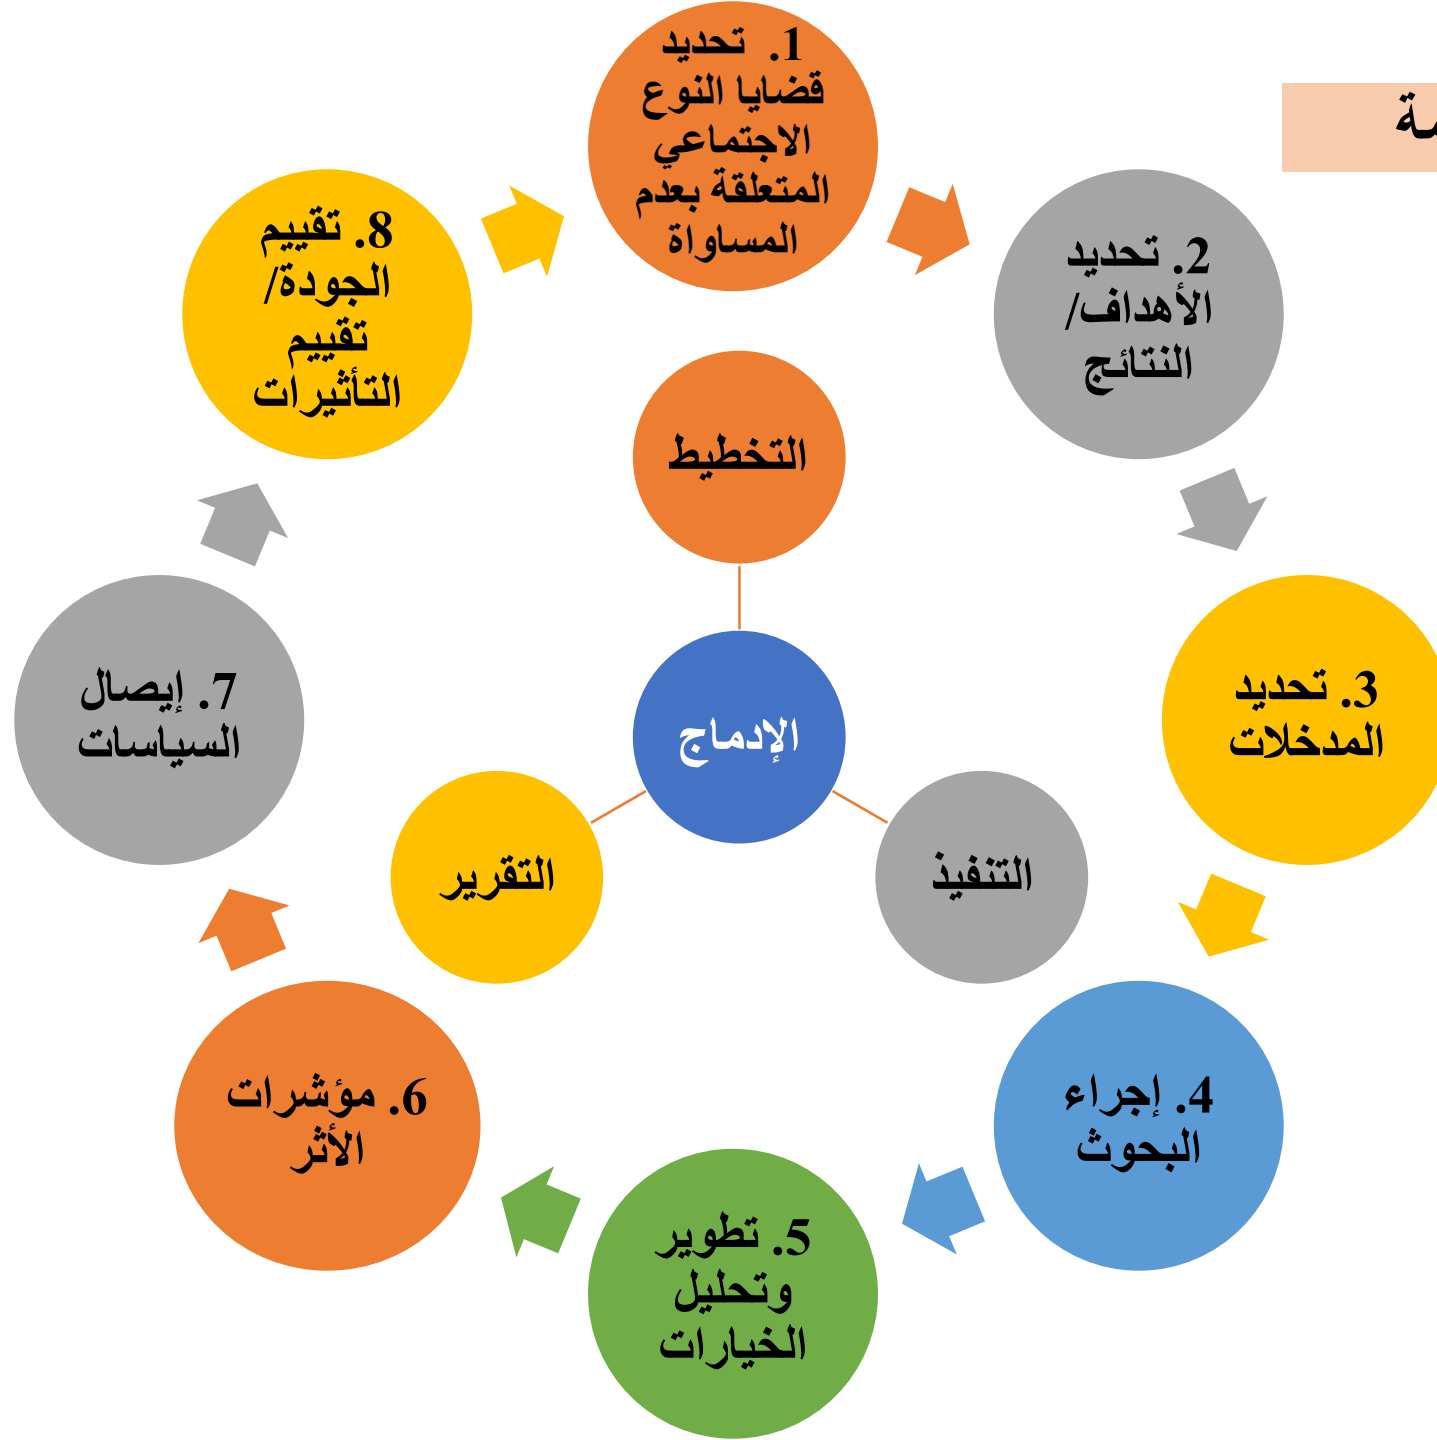 1. تحديد
قضايا النوع
الاجتماعي
المتعلقة بعدم
المساواة
2. تحديد
الأهداف/
النتائج
3. تحديد
المدخلات
4. إجراء
البحوث
5. تطوير
وتحليل
الخيارات
6. مؤشرات
الأثر
7. إيصال
السياسات
8. تقييم
الجودة/
تقييم
التأثيرات
التخطيط
الإدماج
التنفيذ
التقرير